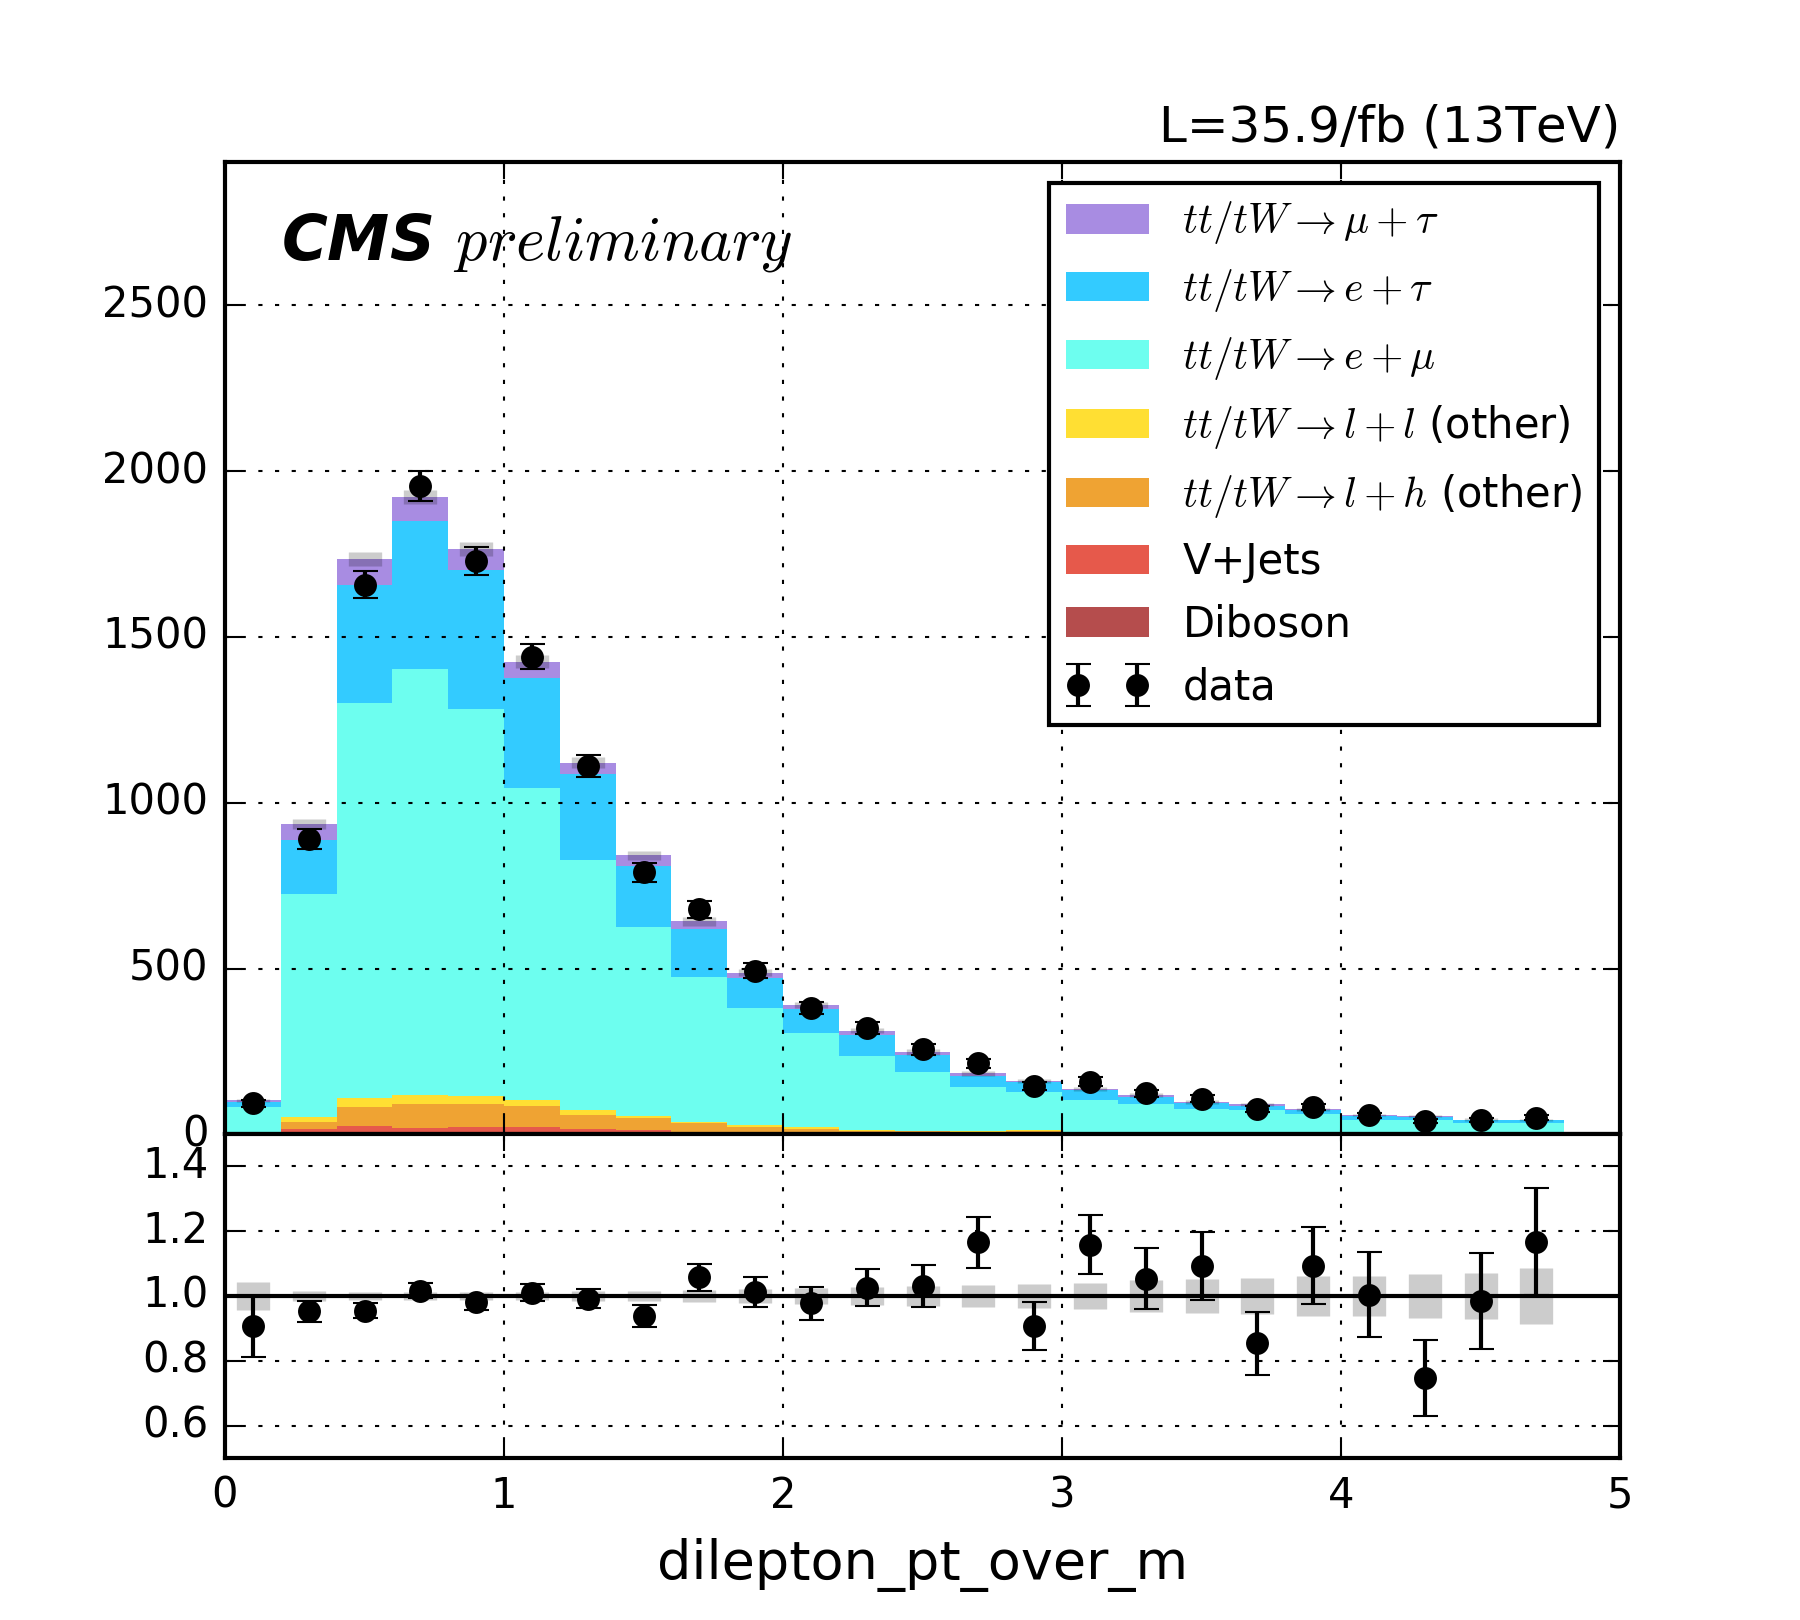 L=35.9/fb (13TeV)
CMS preliminary
tt/tW → μ + τ
tt/tW → e + τ
tt/tW → e + μ
tt/tW → l + l (other)
tt/tW → l + h (other)
V+Jets
Diboson
data
2500
2000
1500
1000
500
0
1.4
1.2
1.0
0.8
0.6
0 1 2 3 4 5
dilepton_pt_over_m